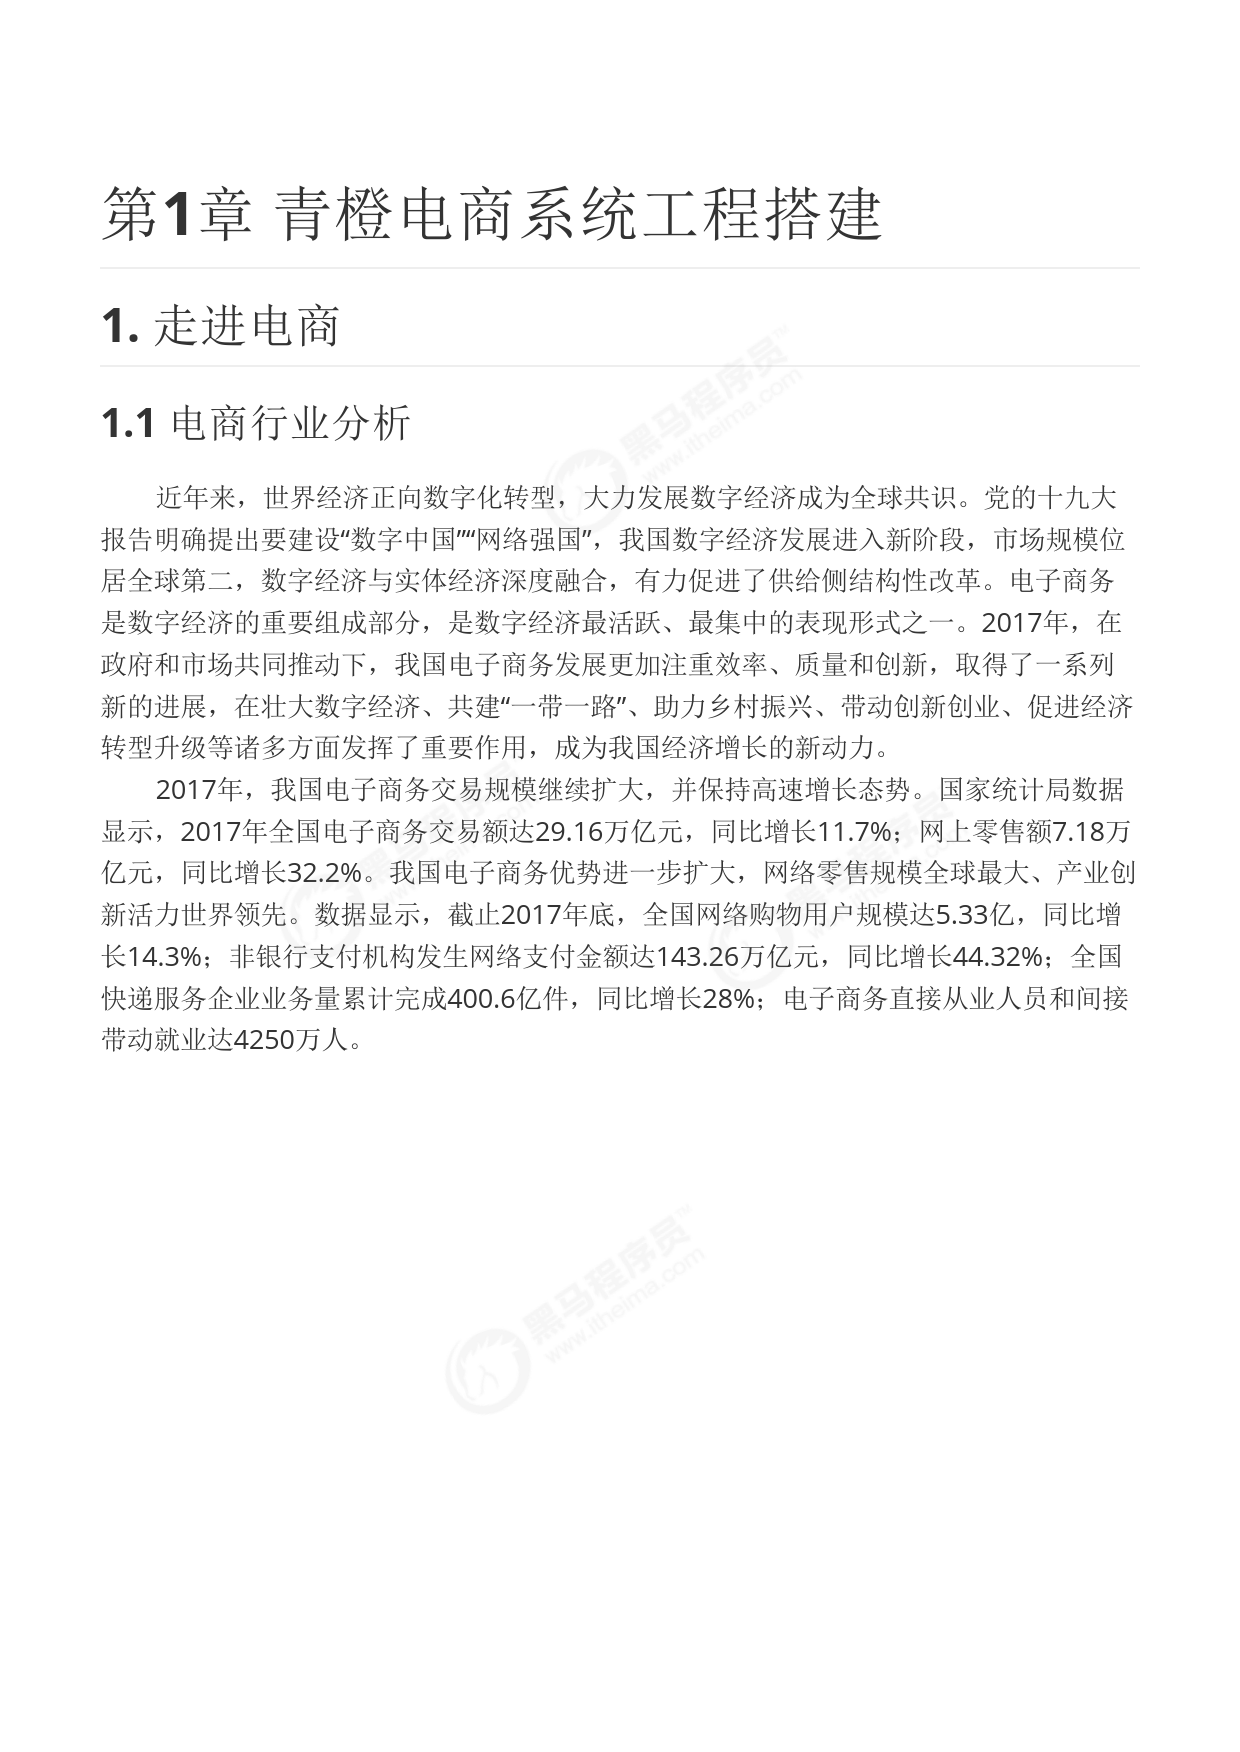 第1章 青橙电商系统工程搭建
1. 走进电商
1.1 电商行业分析
近年来，世界经济正向数字化转型，大力发展数字经济成为全球共识。党的十九大
报告明确提出要建设“数字中国”“网络强国”，我国数字经济发展进入新阶段，市场规模位
居全球第二，数字经济与实体经济深度融合，有力促进了供给侧结构性改革。电子商务
是数字经济的重要组成部分，是数字经济最活跃、最集中的表现形式之一。2017年，在
政府和市场共同推动下，我国电子商务发展更加注重效率、质量和创新，取得了一系列
新的进展，在壮大数字经济、共建“一带一路”、助力乡村振兴、带动创新创业、促进经济
转型升级等诸多方面发挥了重要作用，成为我国经济增长的新动力。
2017年，我国电子商务交易规模继续扩大，并保持高速增长态势。国家统计局数据
显示，2017年全国电子商务交易额达29.16万亿元，同比增长11.7%；网上零售额7.18万
亿元，同比增长32.2%。我国电子商务优势进一步扩大，网络零售规模全球最大、产业创
新活力世界领先。数据显示，截止2017年底，全国网络购物用户规模达5.33亿，同比增
长14.3%；非银行支付机构发生网络支付金额达143.26万亿元，同比增长44.32%；全国
快递服务企业业务量累计完成400.6亿件，同比增长28%；电子商务直接从业人员和间接
带动就业达4250万人。
黑马程序员™
www.itheima.com
黑马程序员™
www.itheima.com